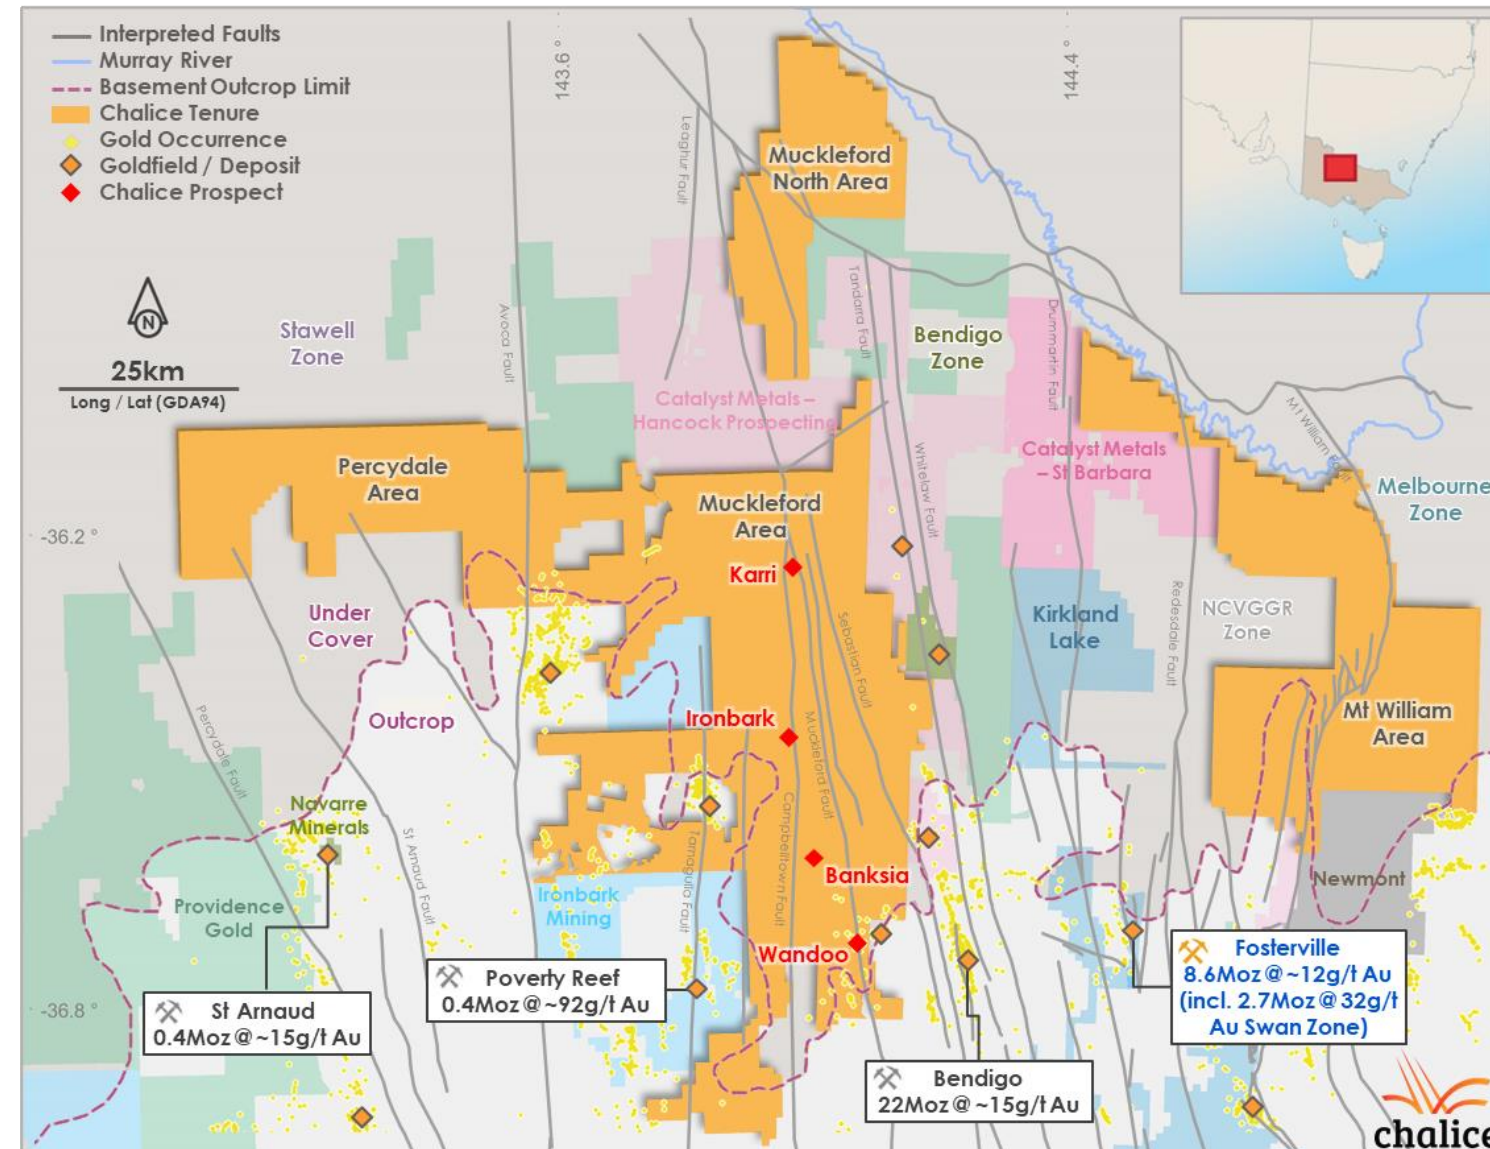 Interpreted Faults
Murray River
Basement Outcrop Limit
Chalice Tenure
Gold Occurrence
Goldfield / Deposit
Chalice Prospect
143.6 °
144.4 °
Leaghur Fault
Muckleford
North Area
25km
Long / Lat (GDA94)
N
Stawell
Zone
Avoca Fault
Tandarra Fault
Bendigo
Zone
Drummartin Fault
Catalyst Metals –
Hancock Prospecting
Mt William Fault
Percydale
Area
Muckleford
Area
Whitelaw Fault
Catalyst Metals
– St Barbara
Melbourne
Zone
-36.2 °
Karri
Under
Cover
Sebastian Fault
Kirkland
Lake
Redesdale Fault
NCVGGR
Zone
Outcrop
Percydale Fault
Ironbark
Muckleford Fault
Mt William
Area
Navarre
Minerals
St Arnaud Fault
Tarnagulla Fault
Campbelltown Fault
Banksia
Newmont
Providence
Gold
Ironbark
Mining
Wandoo
Fosterville
8.6Moz @ ~12g/t Au
(incl. 2.7Moz @ 32g/t
Au Swan Zone)
Poverty Reef
0.4Moz @ ~92g/t Au
-36.8 °
St Arnaud
0.4Moz @ ~15g/t Au
Bendigo
22Moz @ ~15g/t Au
chalice